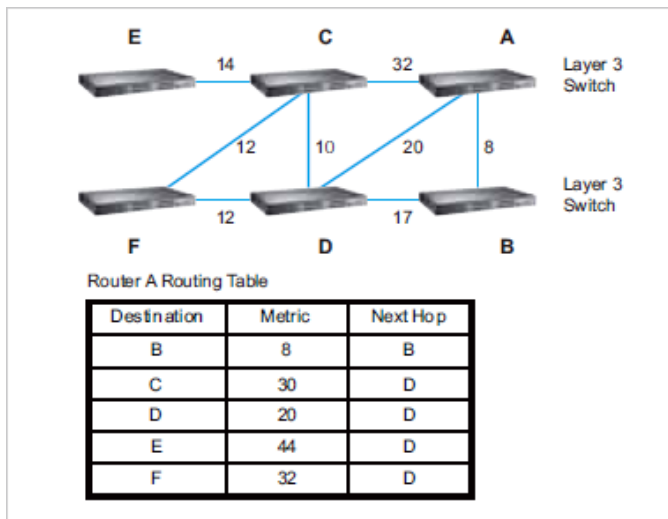 E C A
14 32 Layer 3
Switch
12 10 20 8
Layer 3
Switch
12 17
F D B
Router A Routing Table
Destination Metric Next Hop
B 8 B
C 30 D
D 20 D
E 44 D
F 32 D